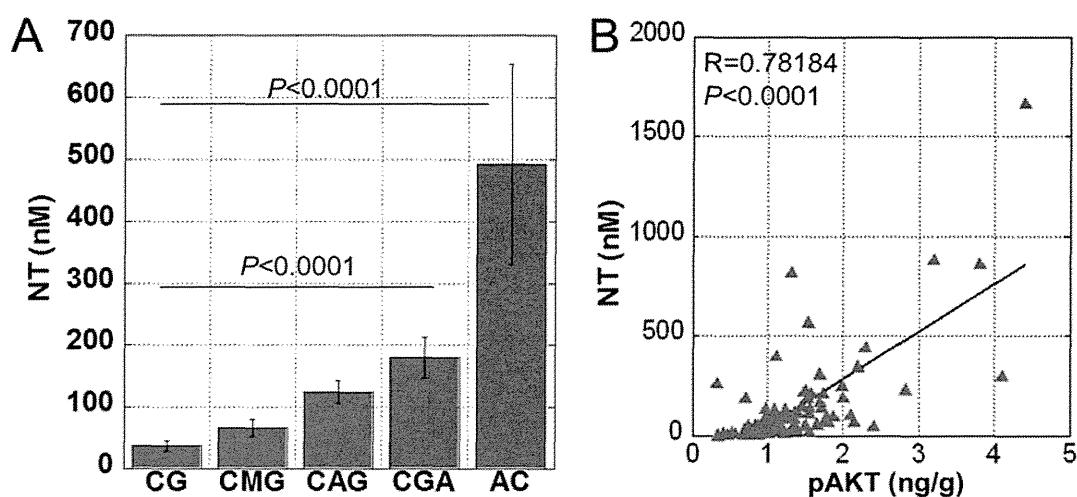 A
NT (nM)
700
600
500
400
300
200
100
0
P<0.0001
P<0.0001
CG CMG CAG CGA AC
B
NT (nM)
2000
1500
1000
500
0
R=0.78184
P<0.0001
0 1 2 3 4 5
pAKT (ng/g)